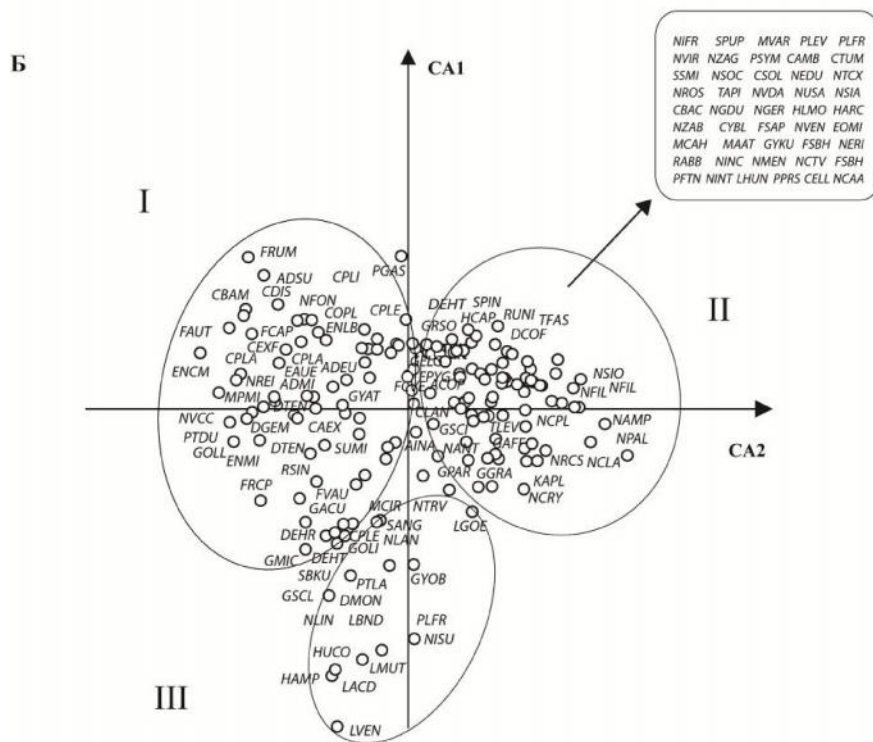 Б
CA1
NIFR SPUP MVAR PLEV PLFR
NVIR NZAG PSYM CAMB CTUM
SSMI NSOC CSOL NEDU NTCX
NROS TAPI NVDA NUSA NSIA
CBAC NGDU NGER HLMO HARC
NZAB CYBL FSAP NVEN EOMI
MCAH MAAT GYKU FSBH NERI
RABB NINC NMEN NCTV FSBH
PFTN NINT LHUN PPRS CELL NCAA
I
II
FRUM
PGAS
ADSU CPLI
CDIS
CBAM NFON COPL CPLE DEHT SPIN
HCAP RUNI TFAS
FAUT FCAP ENLB GRSO DCOF
CEXF
CPLA CPLA ADEU GELC
ENCM EAUE EPYG NSIO
NREI ADMI ACOP NFIL NFIL
MPMI GYAT
DTEN CLAN
NVCC DGEM CAEX GSCI TLEV NCPL NAMP
PTDU CA2
GOLL DTEN SUMI AINA NANT BAFF NPAL
ENMI NRCS NCLA
RSIN GPAR GGRA
FRCP FVAU KAPL
GACU MCIR NTRV NCRY
DEHR SANG LGOE
CPLE NLAN
GMIC DEHT GOLI
SBKU PTLA GYOB
GSCL DMON
NLIN LBND PLFR
NISU
HUCO
LMUT
HAMP LACD
III
LVEN